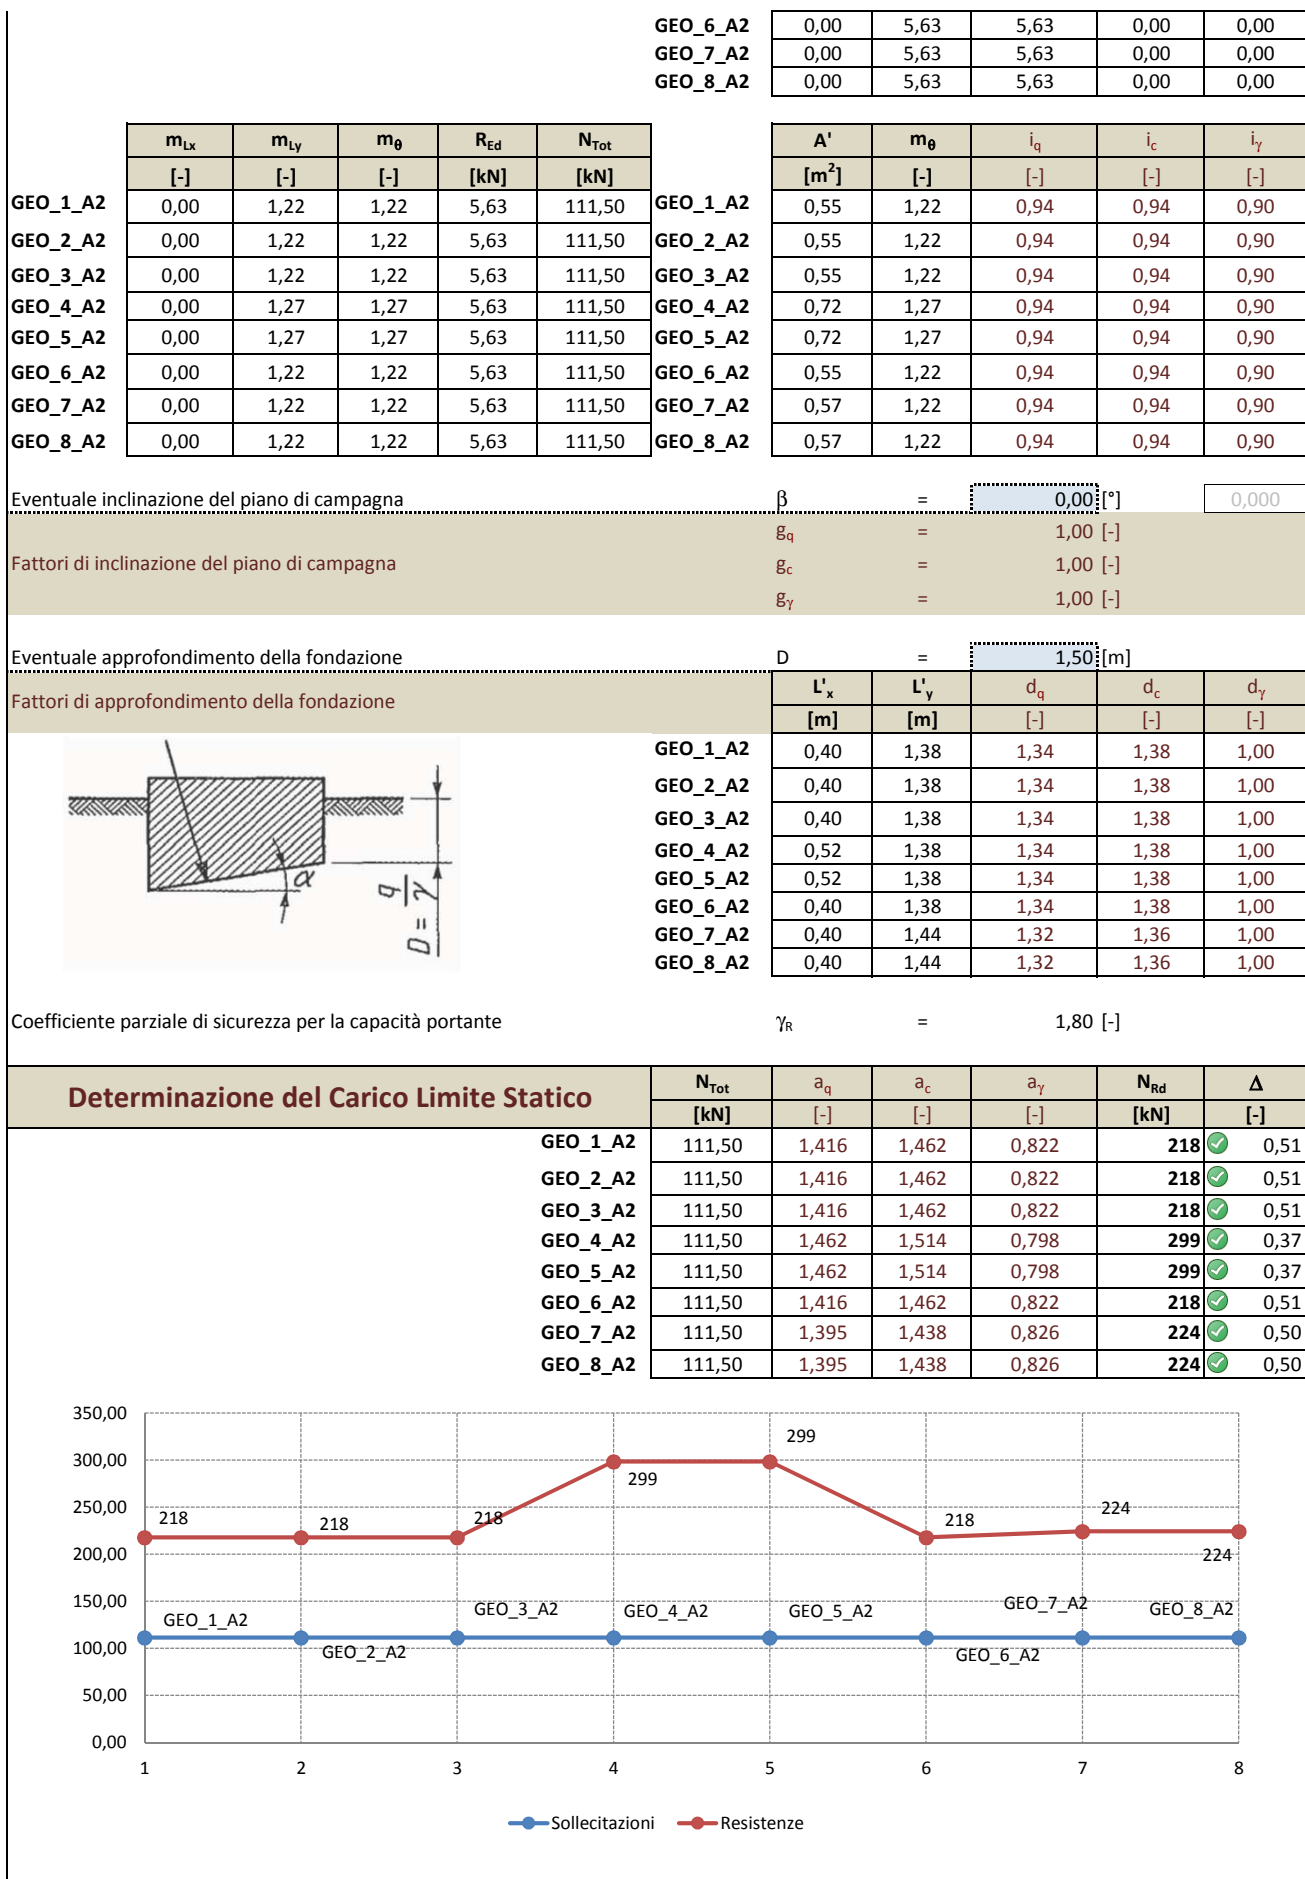 GEO_6_A2 0,00 5,63 5,63 0,00 0,00
GEO_7_A2 0,00 5,63 5,63 0,00 0,00
GEO_8_A2 0,00 5,63 5,63 0,00 0,00
mLx mLy mθ REd NTot A' mθ iq ic iγ
[-] [-] [-] [kN] [kN] [m2] [-] [-] [-] [-]
GEO_1_A2 0,00 1,22 1,22 5,63 111,50 GEO_1_A2 0,55 1,22 0,94 0,94 0,90
GEO_2_A2 0,00 1,22 1,22 5,63 111,50 GEO_2_A2 0,55 1,22 0,94 0,94 0,90
GEO_3_A2 0,00 1,22 1,22 5,63 111,50 GEO_3_A2 0,55 1,22 0,94 0,94 0,90
GEO_4_A2 0,00 1,27 1,27 5,63 111,50 GEO_4_A2 0,72 1,27 0,94 0,94 0,90
GEO_5_A2 0,00 1,27 1,27 5,63 111,50 GEO_5_A2 0,72 1,27 0,94 0,94 0,90
GEO_6_A2 0,00 1,22 1,22 5,63 111,50 GEO_6_A2 0,55 1,22 0,94 0,94 0,90
GEO_7_A2 0,00 1,22 1,22 5,63 111,50 GEO_7_A2 0,57 1,22 0,94 0,94 0,90
GEO_8_A2 0,00 1,22 1,22 5,63 111,50 GEO_8_A2 0,57 1,22 0,94 0,94 0,90
Eventuale inclinazione del piano di campagna β = 0,00 [°] 0,000
gq = 1,00 [-]
Fattori di inclinazione del piano di campagna gc = 1,00 [-]
gγ = 1,00 [-]
Eventuale approfondimento della fondazione D = 1,50 [m]
Fattori di approfondimento della fondazione L'x L'y dq dc dγ
[m] [m] [-] [-] [-]
GEO_1_A2 0,40 1,38 1,34 1,38 1,00
GEO_2_A2 0,40 1,38 1,34 1,38 1,00
GEO_3_A2 0,40 1,38 1,34 1,38 1,00
GEO_4_A2 0,52 1,38 1,34 1,38 1,00
GEO_5_A2 0,52 1,38 1,34 1,38 1,00
GEO_6_A2 0,40 1,38 1,34 1,38 1,00
GEO_7_A2 0,40 1,44 1,32 1,36 1,00
GEO_8_A2 0,40 1,44 1,32 1,36 1,00
α
D = q/γ
Coefficiente parziale di sicurezza per la capacità portante γR = 1,80 [-]
Determinazione del Carico Limite Statico NTot aq ac aγ NRd Δ
[kN] [-] [-] [-] [kN] [-]
GEO_1_A2 111,50 1,416 1,462 0,822 218 0,51
GEO_2_A2 111,50 1,416 1,462 0,822 218 0,51
GEO_3_A2 111,50 1,416 1,462 0,822 218 0,51
GEO_4_A2 111,50 1,462 1,514 0,798 299 0,37
GEO_5_A2 111,50 1,462 1,514 0,798 299 0,37
GEO_6_A2 111,50 1,416 1,462 0,822 218 0,51
GEO_7_A2 111,50 1,395 1,438 0,826 224 0,50
GEO_8_A2 111,50 1,395 1,438 0,826 224 0,50
350,00
300,00
250,00
200,00
150,00
100,00
50,00
0,00
218 218 218 299 299 218 224 224
GEO_1_A2 GEO_2_A2 GEO_3_A2 GEO_4_A2 GEO_5_A2 GEO_6_A2 GEO_7_A2 GEO_8_A2
1 2 3 4 5 6 7 8
Sollecitazioni Resistenze